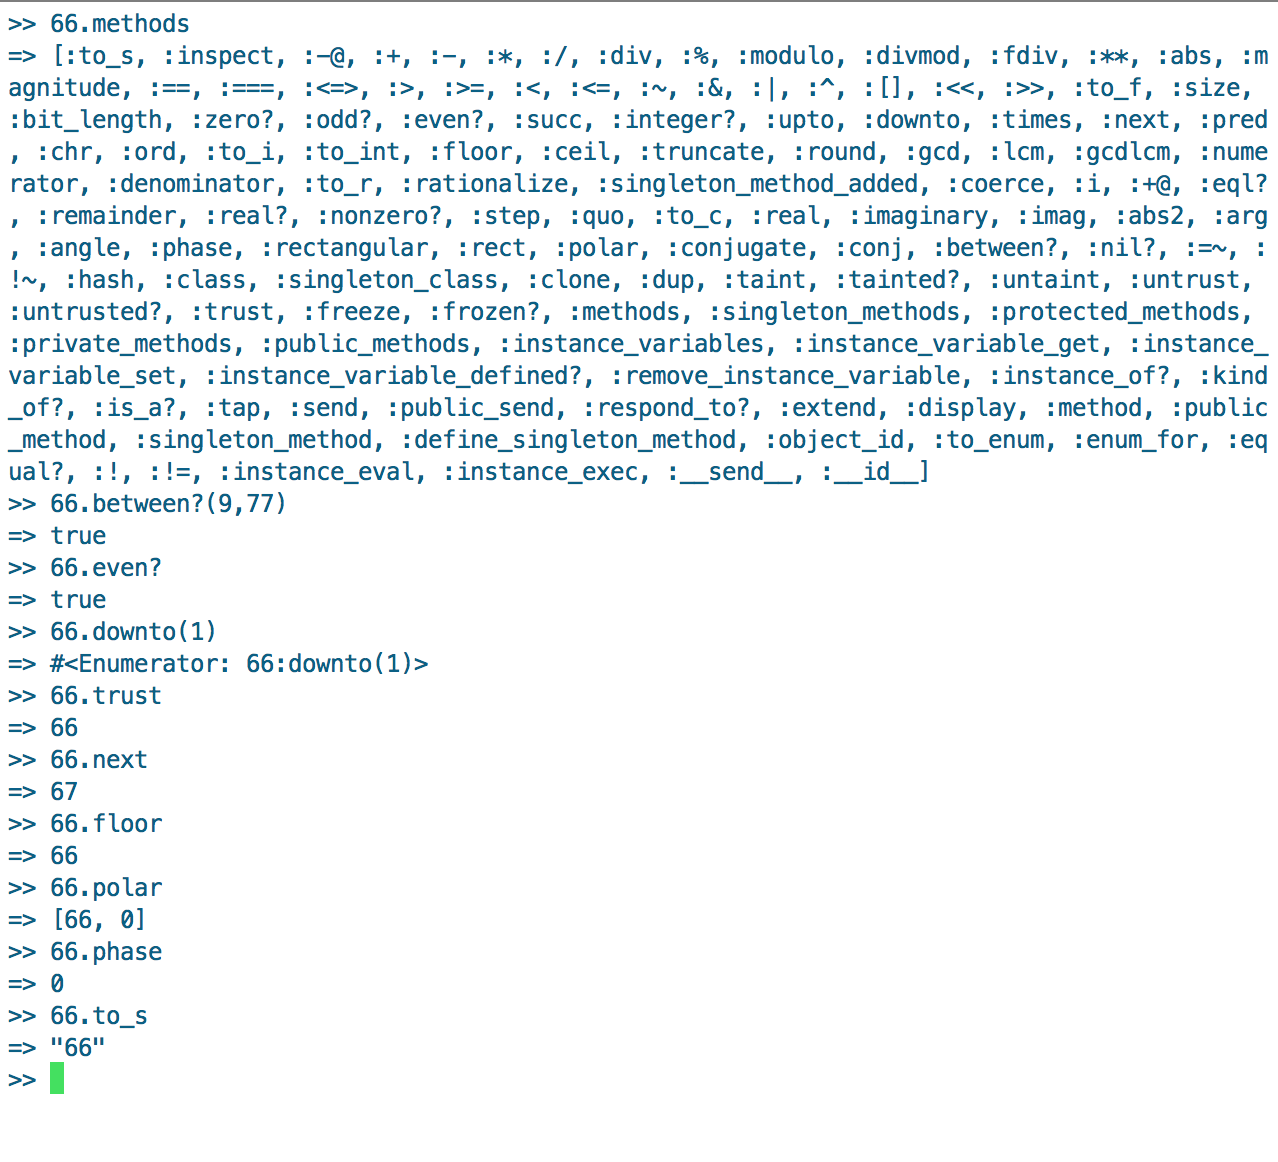 >> 66.methods
=> [:to_s, :inspect, :-@, :+, :-, :*, :/, :div, :%, :modulo, :divmod, :fdiv, :**, :abs, :m
agnitude, :==, :===, :<=>, :>, :>=, :<, :<=, :~, :&, :|, :^, :[], :<<, :>>, :to_f, :size,
:bit_length, :zero?, :odd?, :even?, :succ, :integer?, :upto, :downto, :times, :next, :pred
, :chr, :ord, :to_i, :to_int, :floor, :ceil, :truncate, :round, :gcd, :lcm, :gcdlcm, :nume
rator, :denominator, :to_r, :rationalize, :singleton_method_added, :coerce, :i, :+@, :eql?
, :remainder, :real?, :nonzero?, :step, :quo, :to_c, :real, :imaginary, :imag, :abs2, :arg
, :angle, :phase, :rectangular, :rect, :polar, :conjugate, :conj, :between?, :nil?, :=~, :
!~, :hash, :class, :singleton_class, :clone, :dup, :taint, :tainted?, :untaint, :untrust,
:untrusted?, :trust, :freeze, :frozen?, :methods, :singleton_methods, :protected_methods,
:private_methods, :public_methods, :instance_variables, :instance_variable_get, :instance_
variable_set, :instance_variable_defined?, :remove_instance_variable, :instance_of?, :kind
_of?, :is_a?, :tap, :send, :public_send, :respond_to?, :extend, :display, :method, :public
_method, :singleton_method, :define_singleton_method, :object_id, :to_enum, :enum_for, :eq
ual?, :!, :!=, :instance_eval, :instance_exec, :__send__, :__id__]
>> 66.between?(9,77)
=> true
>> 66.even?
=> true
>> 66.downto(1)
=> #<Enumerator: 66:downto(1)>
>> 66.trust
=> 66
>> 66.next
=> 67
>> 66.floor
=> 66
>> 66.polar
=> [66, 0]
>> 66.phase
=> 0
>> 66.to_s
=> "66"
>>